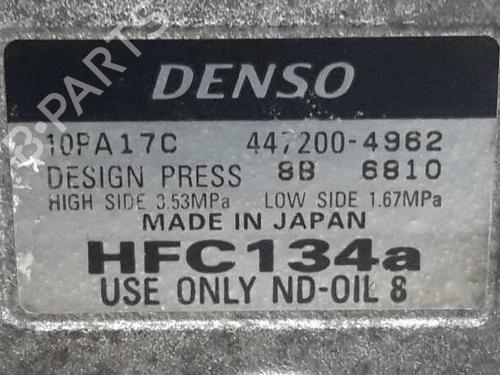 DENSO
10PA17C 447200-4962
DESIGN PRESS 8B 6810
HIGH SIDE 3.53MPa LOW SIDE 1.67MPa
MADE IN JAPAN
HFC134a
USE ONLY ND-OIL 8
B-PARTS